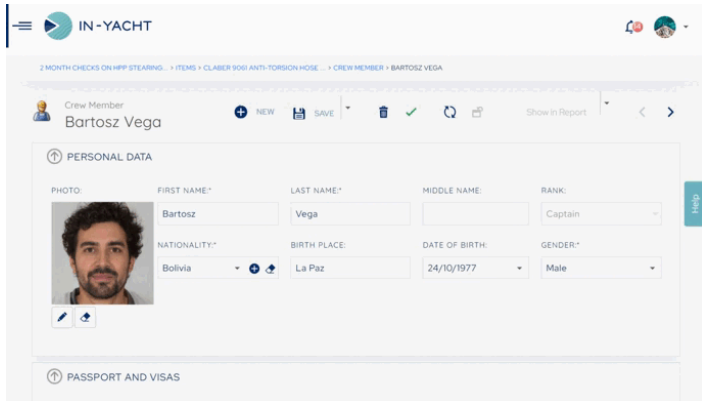 IN-YACHT
2 MONTH CHECKS ON HPP STEARING... › ITEMS › CLABER 9061 ANTI-TORSION HOSE ... › CREW MEMBER › BARTOSZ VEGA
Crew Member
Bartosz Vega
NEW SAVE Show In Report
PERSONAL DATA
PHOTO: FIRST NAME:* LAST NAME:* MIDDLE NAME: RANK:
Bartosz Vega Captain
NATIONALITY:* BIRTH PLACE: DATE OF BIRTH: GENDER:*
Bolivia La Paz 24/10/1977 Male
Help
PASSPORT AND VISAS